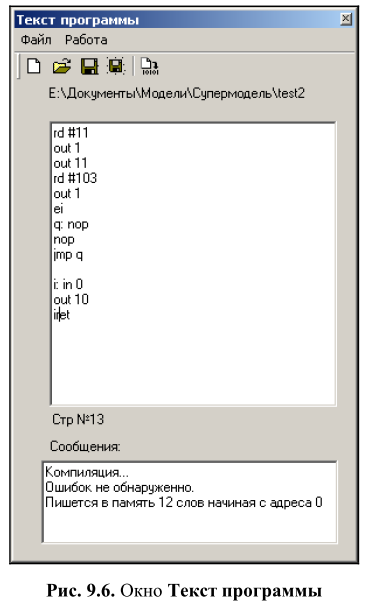 Текст программы
Файл Работа
E:\Документы\Модели\Супермодель\test2
rd #11
out 1
out 11
rd #103
out 1
ei
q: nop
nop
jmp q
i: in 0
out 10
iret
Стр №13
Сообщения:
Компиляция...
Ошибок не обнаруженно.
Пишется в память 12 слов начиная с адреса 0
Рис. 9.6. Окно Текст программы